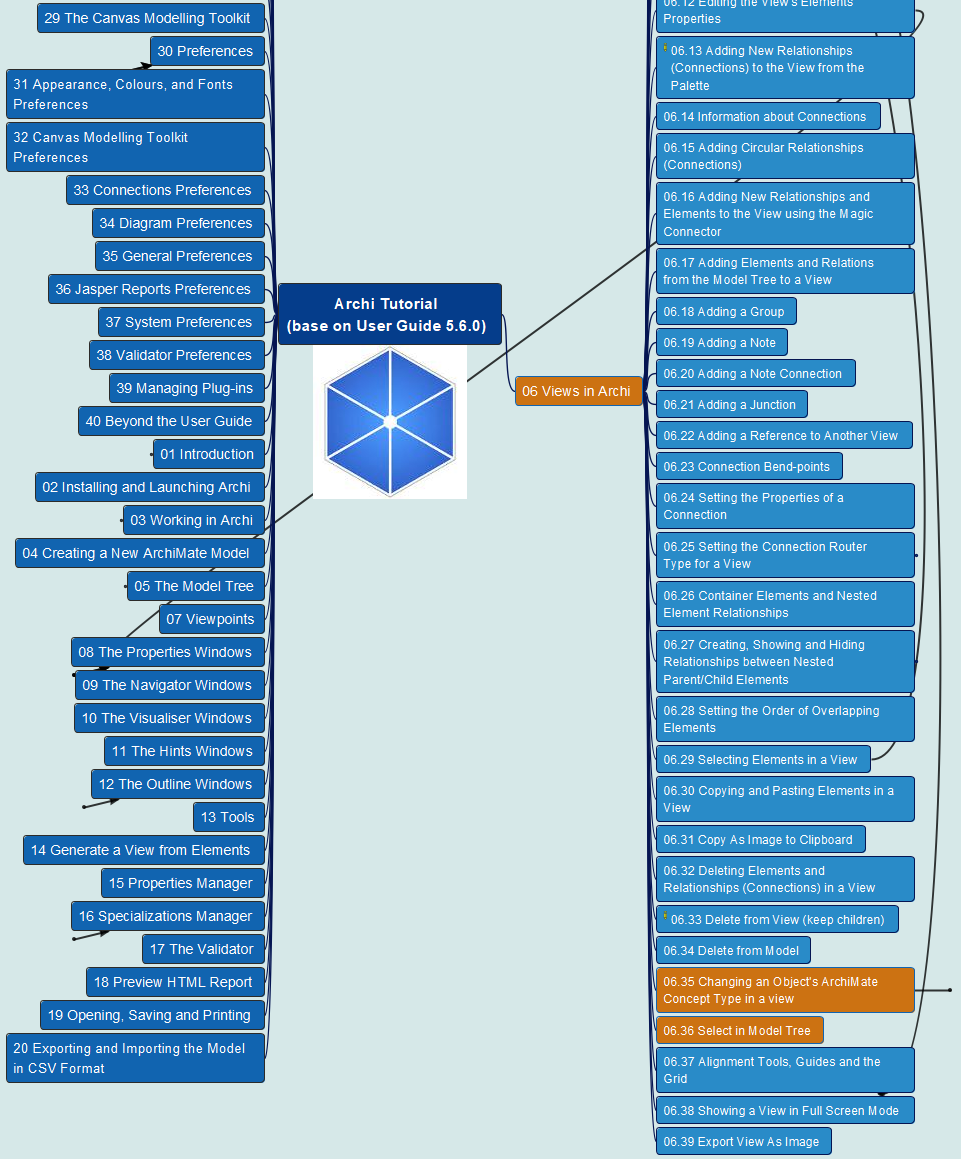 29 The Canvas Modelling Toolkit
30 Preferences
31 Appearance, Colours, and Fonts
Preferences
32 Canvas Modelling Toolkit
Preferences
33 Connections Preferences
34 Diagram Preferences
35 General Preferences
36 Jasper Reports Preferences
37 System Preferences
38 Validator Preferences
39 Managing Plug-ins
40 Beyond the User Guide
01 Introduction
02 Installing and Launching Archi
03 Working in Archi
04 Creating a New ArchiMate Model
05 The Model Tree
07 Viewpoints
08 The Properties Windows
09 The Navigator Windows
10 The Visualiser Windows
11 The Hints Windows
12 The Outline Windows
13 Tools
14 Generate a View from Elements
15 Properties Manager
16 Specializations Manager
17 The Validator
18 Preview HTML Report
19 Opening, Saving and Printing
20 Exporting and Importing the Model
in CSV Format
Archi Tutorial
(base on User Guide 5.6.0)
06 Views in Archi
06.12 Editing the View's Elements
Properties
06.13 Adding New Relationships
(Connections) to the View from the
Palette
06.14 Information about Connections
06.15 Adding Circular Relationships
(Connections)
06.16 Adding New Relationships and
Elements to the View using the Magic
Connector
06.17 Adding Elements and Relations
from the Model Tree to a View
06.18 Adding a Group
06.19 Adding a Note
06.20 Adding a Note Connection
06.21 Adding a Junction
06.22 Adding a Reference to Another View
06.23 Connection Bend-points
06.24 Setting the Properties of a
Connection
06.25 Setting the Connection Router
Type for a View
06.26 Container Elements and Nested
Element Relationships
06.27 Creating, Showing and Hiding
Relationships between Nested
Parent/Child Elements
06.28 Setting the Order of Overlapping
Elements
06.29 Selecting Elements in a View
06.30 Copying and Pasting Elements in a
View
06.31 Copy As Image to Clipboard
06.32 Deleting Elements and
Relationships (Connections) in a View
06.33 Delete from View (keep children)
06.34 Delete from Model
06.35 Changing an Object's ArchiMate
Concept Type in a view
06.36 Select in Model Tree
06.37 Alignment Tools, Guides and the
Grid
06.38 Showing a View in Full Screen Mode
06.39 Export View As Image